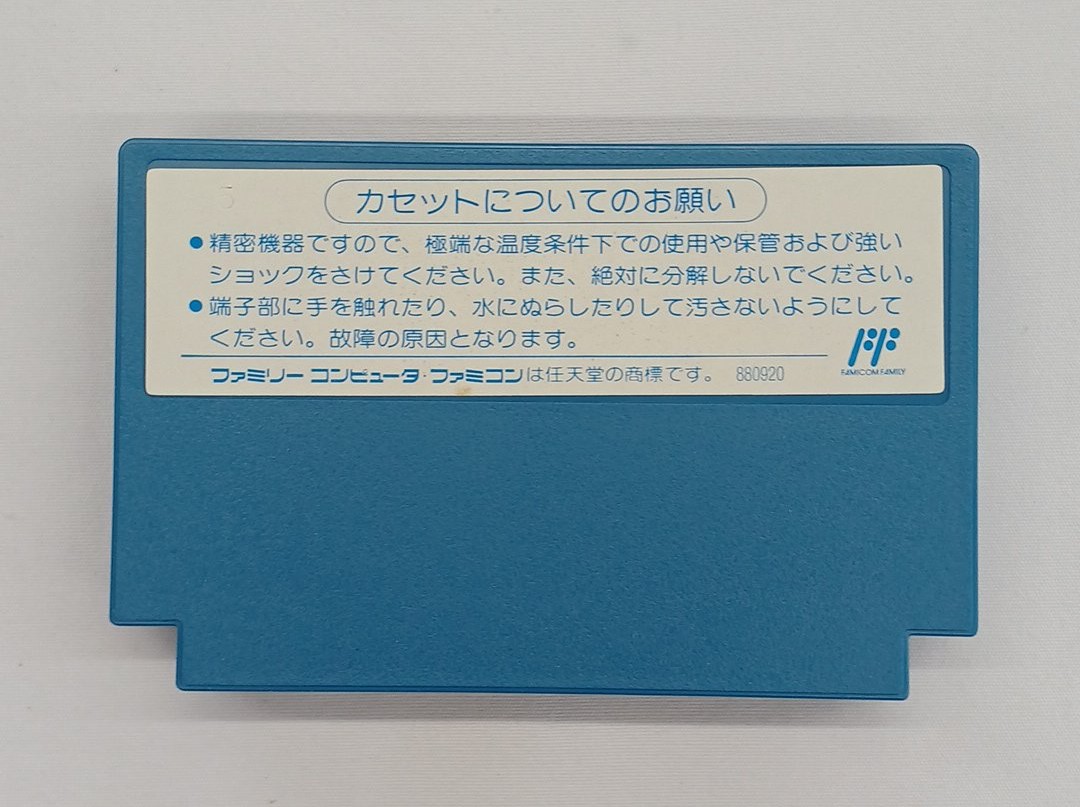 カセットについてのお願い
●精密機器ですので、極端な温度条件下での使用や保管および強い
ショックをさけてください。また、絶対に分解しないでください。
●端子部に手を触れたり、水にぬらしたりして汚さないようにして
ください。故障の原因となります。
FF
FAMICOM FAMILY
ファミリーコンピュータ・ファミコンは任天堂の商標です。 880920